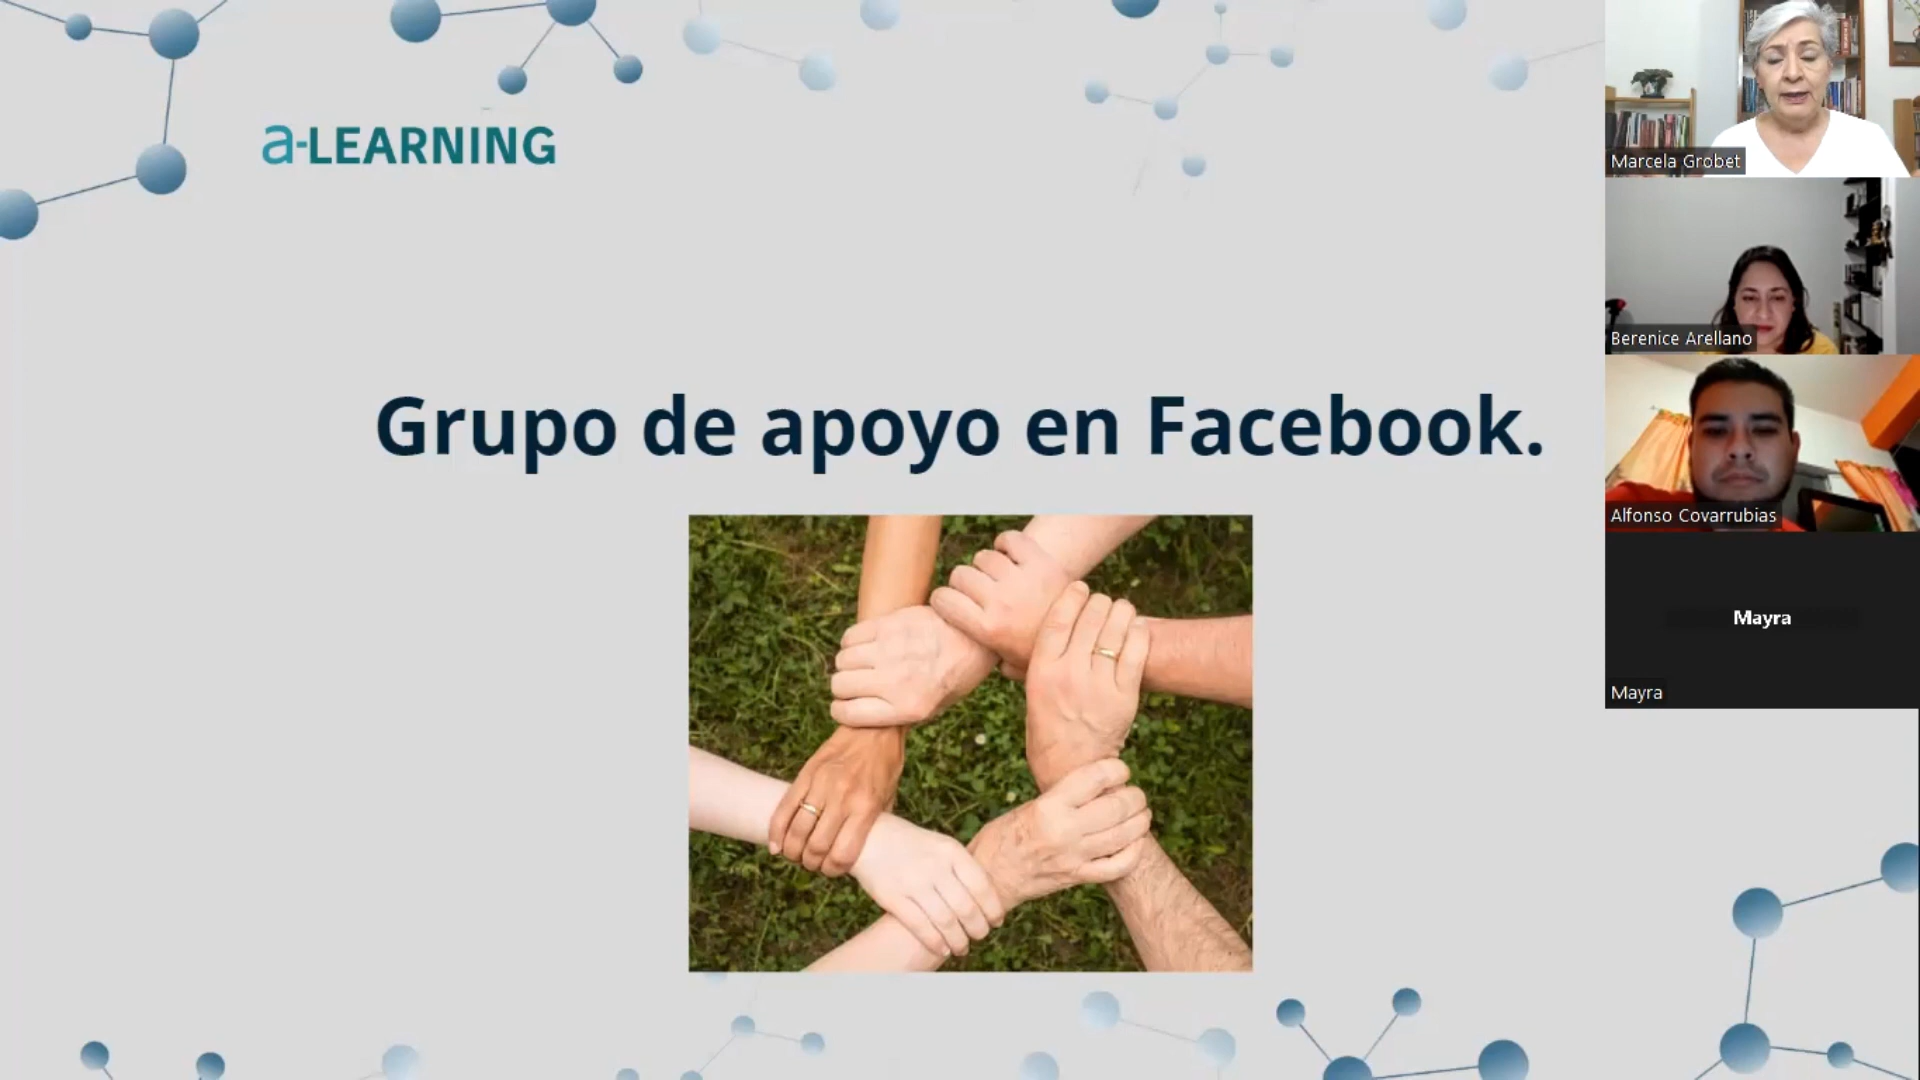 a-LEARNING
Grupo de apoyo en Facebook.
Marcela Grobet
Berenice Arellano
Alfonso Covarrubias
Mayra
Mayra